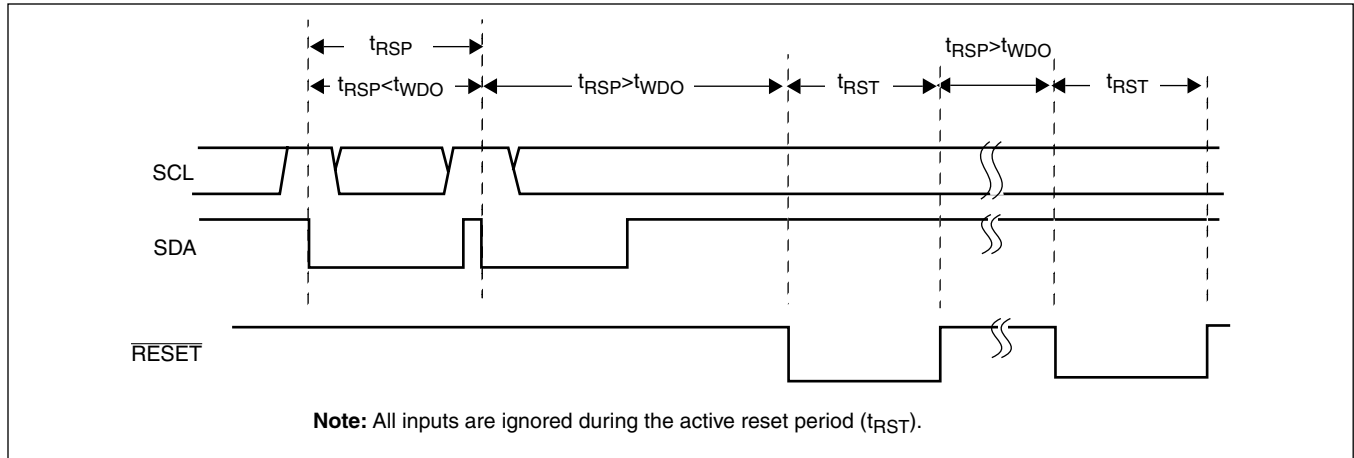 tRSP
tRSP>tWDO
tRSP<tWDO
tRSP>tWDO
tRST
tRST
SCL
SDA
RESET
Note: All inputs are ignored during the active reset period (tRST).